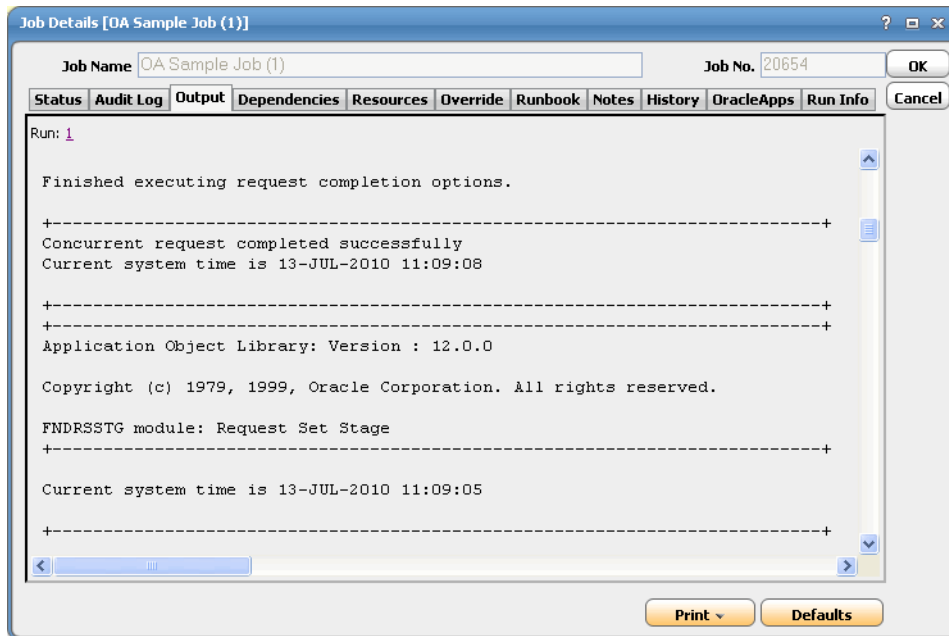 Job Details [OA Sample Job (1)]
Job Name OA Sample Job (1) Job No. 20654 OK
Status Audit Log Output Dependencies Resources Override Runbook Notes History OracleApps Run Info Cancel
Run: 1
Finished executing request completion options.
+---------------------------------------------------------------------------+
Concurrent request completed successfully
Current system time is 13-JUL-2010 11:09:08
+---------------------------------------------------------------------------+
+---------------------------------------------------------------------------+
Application Object Library: Version : 12.0.0
Copyright (c) 1979, 1999, Oracle Corporation. All rights reserved.
FNDRSSTG module: Request Set Stage
+---------------------------------------------------------------------------+
Current system time is 13-JUL-2010 11:09:05
+---------------------------------------------------------------------------+
Print Defaults